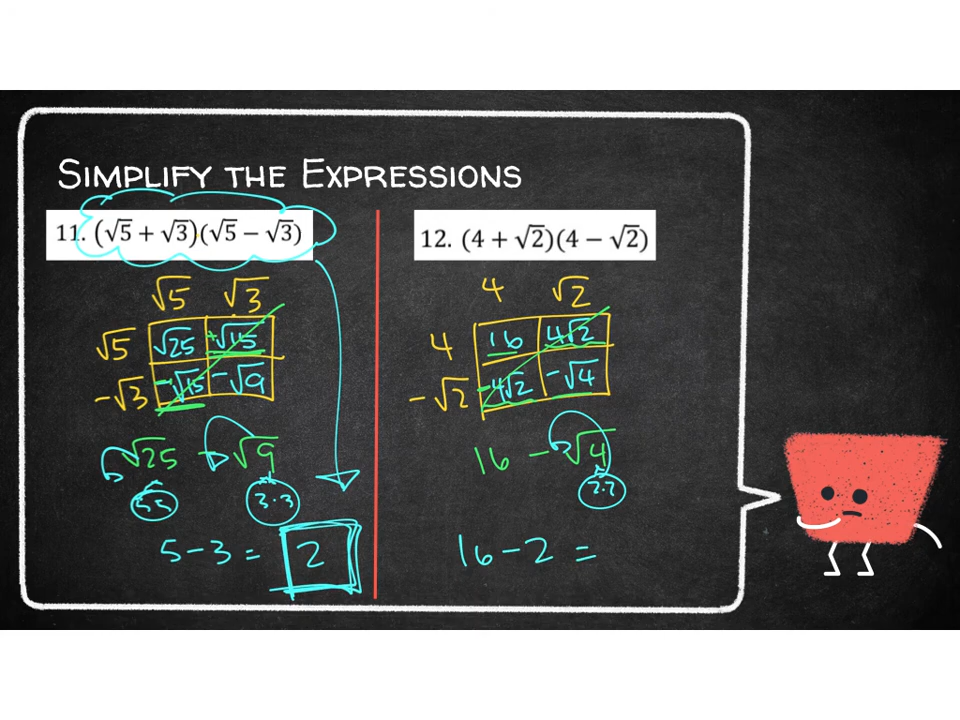 SIMPLIFY THE EXPRESSIONS
11. (√5 + √3)(√5 − √3)
√5 √3
√5 √25 +√15
−√3 −√15 −√9
√25 − √9
5·5 3·3
5 − 3 = 2
12. (4 + √2)(4 − √2)
4 √2
4 16 4√2
−√2 −4√2 −√4
16 − √4
2·2
16 − 2 =